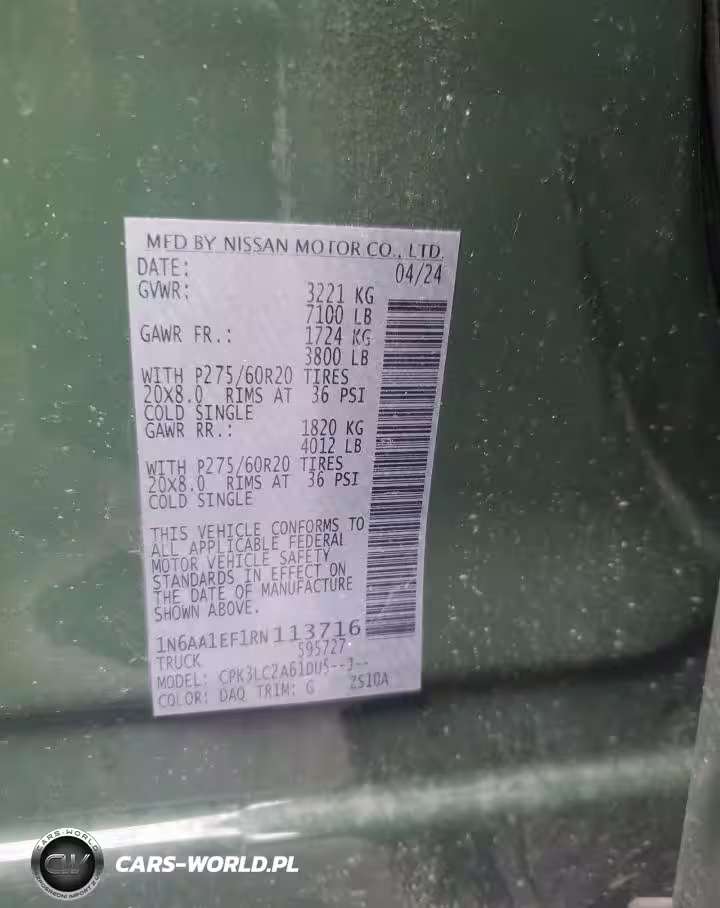 MFD BY NISSAN MOTOR CO., LTD.
DATE: 04/24
GVWR: 3221 KG
7100 LB
GAWR FR.: 1724 KG
3800 LB
WITH P275/60R20 TIRES
20X8.0 RIMS AT 36 PSI
COLD SINGLE
GAWR RR.: 1820 KG
4012 LB
WITH P275/60R20 TIRES
20X8.0 RIMS AT 36 PSI
COLD SINGLE
THIS VEHICLE CONFORMS TO
ALL APPLICABLE FEDERAL
MOTOR VEHICLE SAFETY
STANDARDS IN EFFECT ON
THE DATE OF MANUFACTURE
SHOWN ABOVE.
1N6AA1EF1RN113716
TRUCK 595727
MODEL: CPK3LC2A61DUS--J--
COLOR: DAQ TRIM: G ZS10A
CARS-WORLD
CW
CARS-WORLD.PL